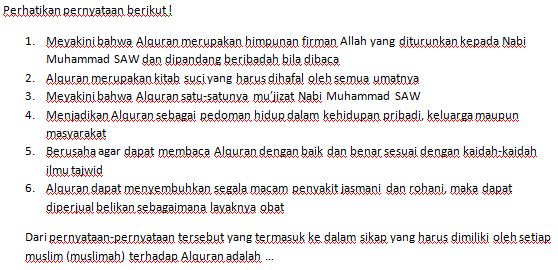 Perhatikan pernyataan berikut!
1. Meyakini bahwa Alquran merupakan himpunan firman Allah yang diturunkan kepada Nabi
Muhammad SAW dan dipandang beribadah bila dibaca
2. Alquran merupakan kitab suci yang harus dihafal oleh semua umatnya
3. Meyakini bahwa Alquran satu-satunya mu'jizat Nabi Muhammad SAW
4. Menjadikan Alquran sebagai pedoman hidup dalam kehidupan pribadi, keluarga maupun
masyarakat
5. Berusaha agar dapat membaca Alquran dengan baik dan benar sesuai dengan kaidah-kaidah
ilmu tajwid
6. Alquran dapat menyembuhkan segala macam penyakit jasmani dan rohani, maka dapat
diperjual belikan sebagaimana layaknya obat
Dari pernyataan-pernyataan tersebut yang termasuk ke dalam sikap yang harus dimiliki oleh setiap
muslim (muslimah) terhadap Alquran adalah ...